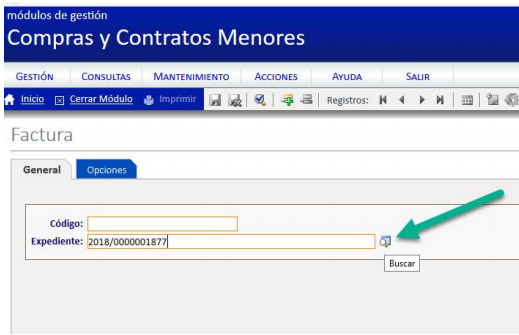 módulos de gestión
Compras y Contratos Menores
GESTIÓN CONSULTAS MANTENIMIENTO ACCIONES AYUDA SALIR
Inicio Cerrar Módulo Imprimir Registros:
Factura
General Opciones
Código:
Expediente: 2018/0000001877
Buscar